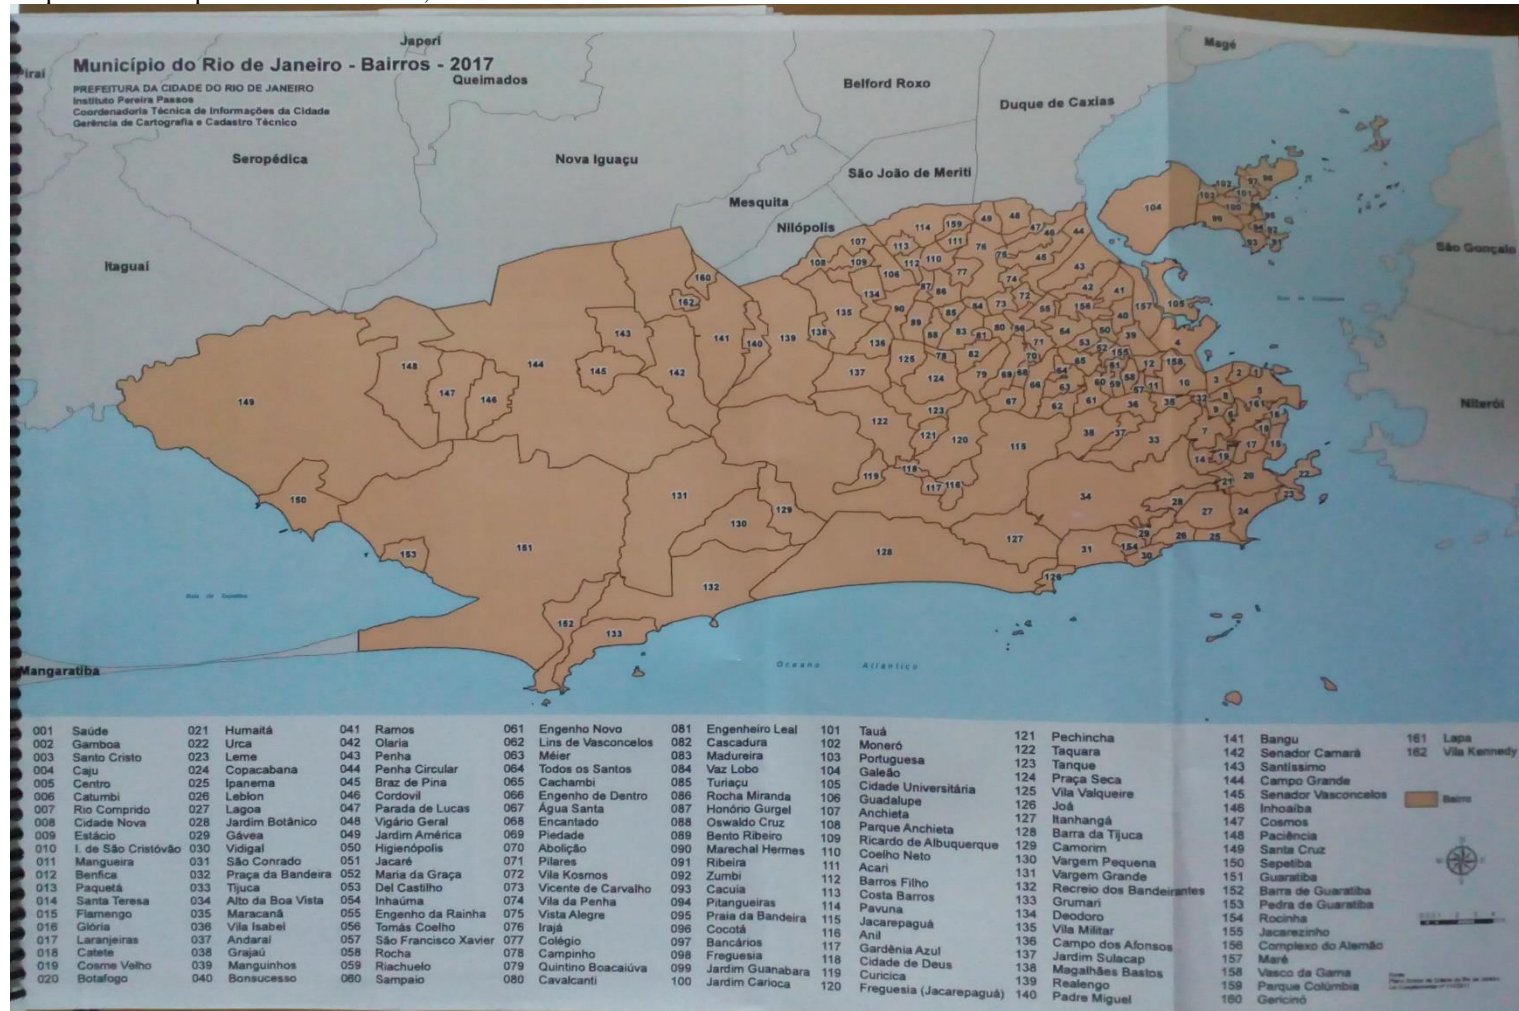 Japeri
Magé
Piraí
Município do Rio de Janeiro - Bairros - 2017
Queimados
PREFEITURA DA CIDADE DO RIO DE JANEIRO
Instituto Pereira Passos
Coordenadoria Técnica de Informações da Cidade
Gerência de Cartografia e Cadastro Técnico
Belford Roxo
Duque de Caxias
Seropédica
Nova Iguaçu
São João de Meriti
Mesquita
Nilópolis
São Gonçalo
Itaguaí
Niterói
Mangaratiba
Oceano Atlântico
001 Saúde
002 Gamboa
003 Santo Cristo
004 Caju
005 Centro
006 Catumbi
007 Rio Comprido
008 Cidade Nova
009 Estácio
010 I. de São Cristóvão
011 Mangueira
012 Benfica
013 Paquetá
014 Santa Teresa
015 Flamengo
016 Glória
017 Laranjeiras
018 Catete
019 Cosme Velho
020 Botafogo
021 Humaitá
022 Urca
023 Leme
024 Copacabana
025 Ipanema
026 Leblon
027 Lagoa
028 Jardim Botânico
029 Gávea
030 Vidigal
031 São Conrado
032 Praça da Bandeira
033 Tijuca
034 Alto da Boa Vista
035 Maracanã
036 Vila Isabel
037 Andaraí
038 Grajaú
039 Manguinhos
040 Bonsucesso
041 Ramos
042 Olaria
043 Penha
044 Penha Circular
045 Braz de Pina
046 Cordovil
047 Parada de Lucas
048 Vigário Geral
049 Jardim América
050 Higienópolis
051 Jacaré
052 Maria da Graça
053 Del Castilho
054 Inhaúma
055 Engenho da Rainha
056 Tomás Coelho
057 São Francisco Xavier
058 Rocha
059 Riachuelo
060 Sampaio
061 Engenho Novo
062 Lins de Vasconcelos
063 Méier
064 Todos os Santos
065 Cachambi
066 Engenho de Dentro
067 Água Santa
068 Encantado
069 Piedade
070 Abolição
071 Pilares
072 Vila Kosmos
073 Vicente de Carvalho
074 Vila da Penha
075 Vista Alegre
076 Irajá
077 Colégio
078 Campinho
079 Quintino Bocaiúva
080 Cavalcanti
081 Engenheiro Leal
082 Cascadura
083 Madureira
084 Vaz Lobo
085 Turiaçu
086 Rocha Miranda
087 Honório Gurgel
088 Oswaldo Cruz
089 Bento Ribeiro
090 Marechal Hermes
091 Ribeira
092 Zumbi
093 Cacuia
094 Pitangueiras
095 Praia da Bandeira
096 Cocotá
097 Bancários
098 Freguesia
099 Jardim Guanabara
100 Jardim Carioca
101 Tauá
102 Moneró
103 Portuguesa
104 Galeão
105 Cidade Universitária
106 Guadalupe
107 Anchieta
108 Parque Anchieta
109 Ricardo de Albuquerque
110 Coelho Neto
111 Acari
112 Barros Filho
113 Costa Barros
114 Pavuna
115 Jacarepaguá
116 Anil
117 Gardênia Azul
118 Cidade de Deus
119 Curicica
120 Freguesia (Jacarepaguá)
121 Pechincha
122 Taquara
123 Tanque
124 Praça Seca
125 Vila Valqueire
126 Joá
127 Itanhangá
128 Barra da Tijuca
129 Camorim
130 Vargem Pequena
131 Vargem Grande
132 Recreio dos Bandeirantes
133 Grumari
134 Deodoro
135 Vila Militar
136 Campo dos Afonsos
137 Jardim Sulacap
138 Magalhães Bastos
139 Realengo
140 Padre Miguel
141 Bangu
142 Senador Camará
143 Santíssimo
144 Campo Grande
145 Senador Vasconcelos
146 Inhoaíba
147 Cosmos
148 Paciência
149 Santa Cruz
150 Sepetiba
151 Guaratiba
152 Barra de Guaratiba
153 Pedra de Guaratiba
154 Rocinha
155 Jacarezinho
156 Complexo do Alemão
157 Maré
158 Vasco da Gama
159 Parque Colúmbia
160 Gericinó
161 Lapa
162 Vila Kennedy
Bairro